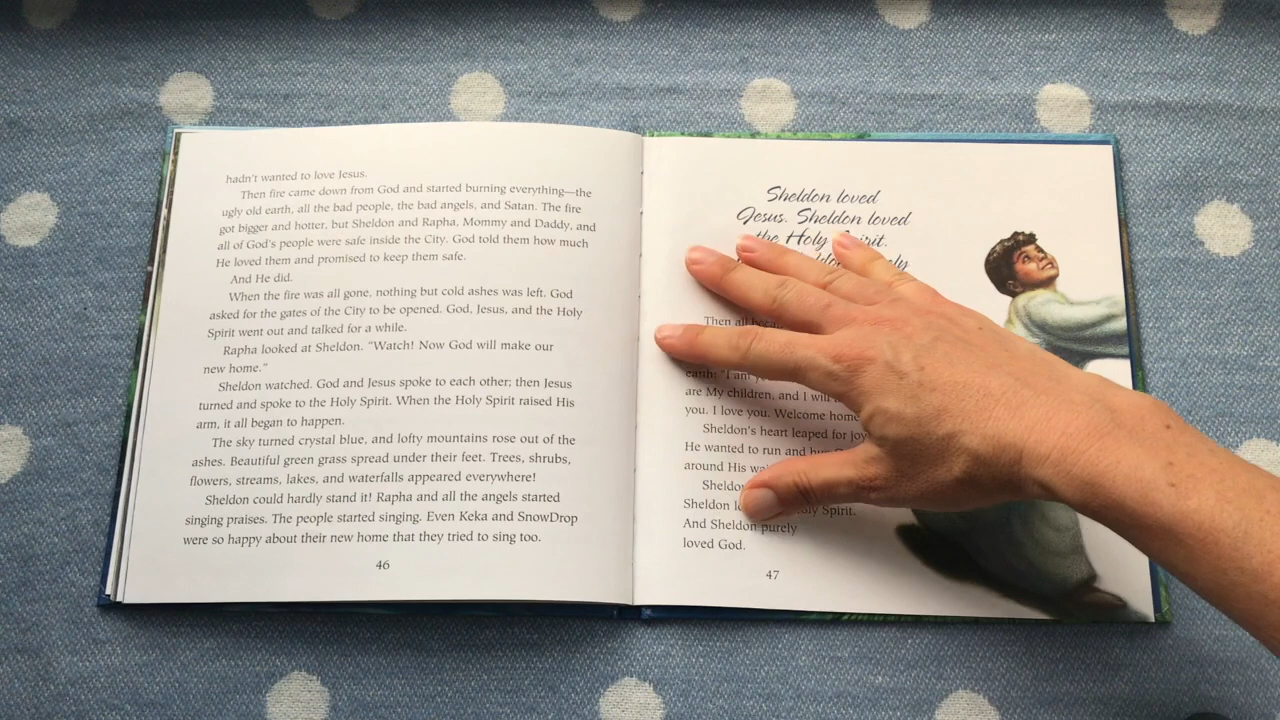 hadn't wanted to love Jesus.
Then fire came down from God and started burning everything—the
ugly old earth, all the bad people, the bad angels, and Satan. The fire
got bigger and hotter, but Sheldon and Rapha, Mommy and Daddy, and
all of God's people were safe inside the City. God told them how much
He loved them and promised to keep them safe.
And He did.
When the fire was all gone, nothing but cold ashes was left. God
asked for the gates of the City to be opened. God, Jesus, and the Holy
Spirit went out and talked for a while.
Rapha looked at Sheldon. "Watch! Now God will make our
new home."
Sheldon watched. God and Jesus spoke to each other; then Jesus
turned and spoke to the Holy Spirit. When the Holy Spirit raised His
arm, it all began to happen.
The sky turned crystal blue, and lofty mountains rose out of the
ashes. Beautiful green grass spread under their feet. Trees, shrubs,
flowers, streams, lakes, and waterfalls appeared everywhere!
Sheldon could hardly stand it! Rapha and all the angels started
singing praises. The people started singing. Even Keka and SnowDrop
were so happy about their new home that they tried to sing too.
46
Sheldon loved
Jesus. Sheldon loved
the Holy Spirit.
Then all
earth: "I am
are My children, and I will
you. I love you. Welcome home
Sheldon's heart leaped for joy
He wanted to run and
around His
Sheldon
Holy Spirit.
And Sheldon purely
loved God.
47